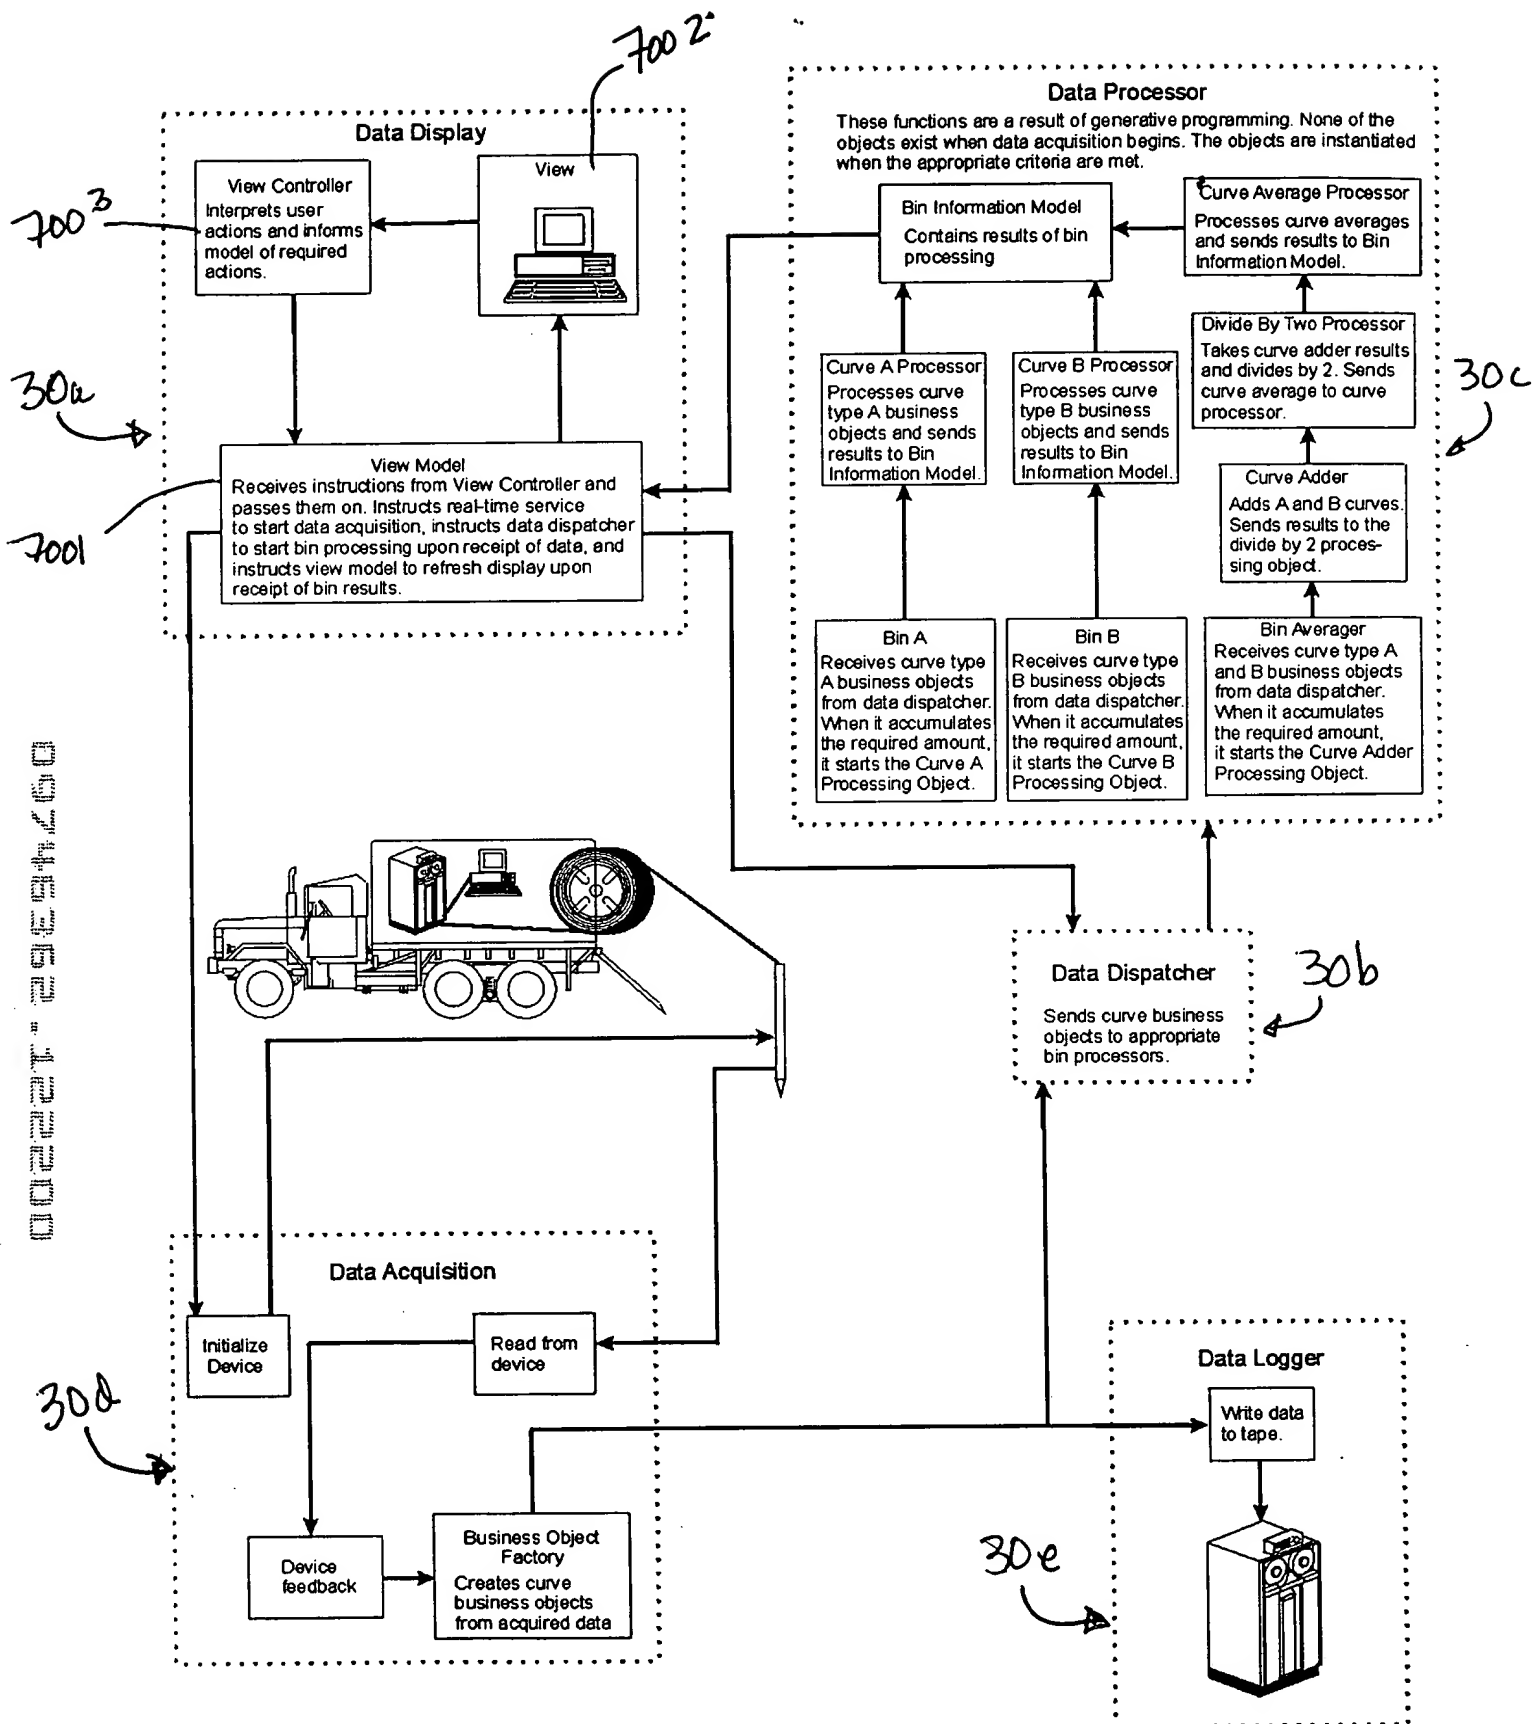 7002
Data Display
View Controller
Interprets user
actions and informs
model of required
actions.
View
7003
30a
View Model
Receives instructions from View Controller and
passes them on. Instructs real-time service
to start data acquisition, instructs data dispatcher
to start bin processing upon receipt of data, and
instructs view model to refresh display upon
receipt of bin results.
7001
Data Processor
These functions are a result of generative programming. None of the
objects exist when data acquisition begins. The objects are instantiated
when the appropriate criteria are met.
Bin Information Model
Contains results of bin
processing
Curve Average Processor
Processes curve averages
and sends results to Bin
Information Model.
Curve A Processor
Processes curve
type A business
objects and sends
results to Bin
Information Model.
Curve B Processor
Processes curve
type B business
objects and sends
results to Bin
Information Model.
Divide By Two Processor
Takes curve adder results
and divides by 2. Sends
curve average to curve
processor.
30c
Curve Adder
Adds A and B curves.
Sends results to the
divide by 2 proces-
sing object.
Bin A
Receives curve type
A business objects
from data dispatcher.
When it accumulates
the required amount,
it starts the Curve A
Processing Object.
Bin B
Receives curve type
B business objects
from data dispatcher.
When it accumulates
the required amount,
it starts the Curve B
Processing Object.
Bin Averager
Receives curve type A
and B business objects
from data dispatcher.
When it accumulates
the required amount,
it starts the Curve Adder
Processing Object.
09746362.122200
Data Dispatcher
Sends curve business
objects to appropriate
bin processors.
30b
Data Acquisition
Initialize
Device
Read from
device
30d
Device
feedback
Business Object
Factory
Creates curve
business objects
from acquired data
Data Logger
Write data
to tape.
30e